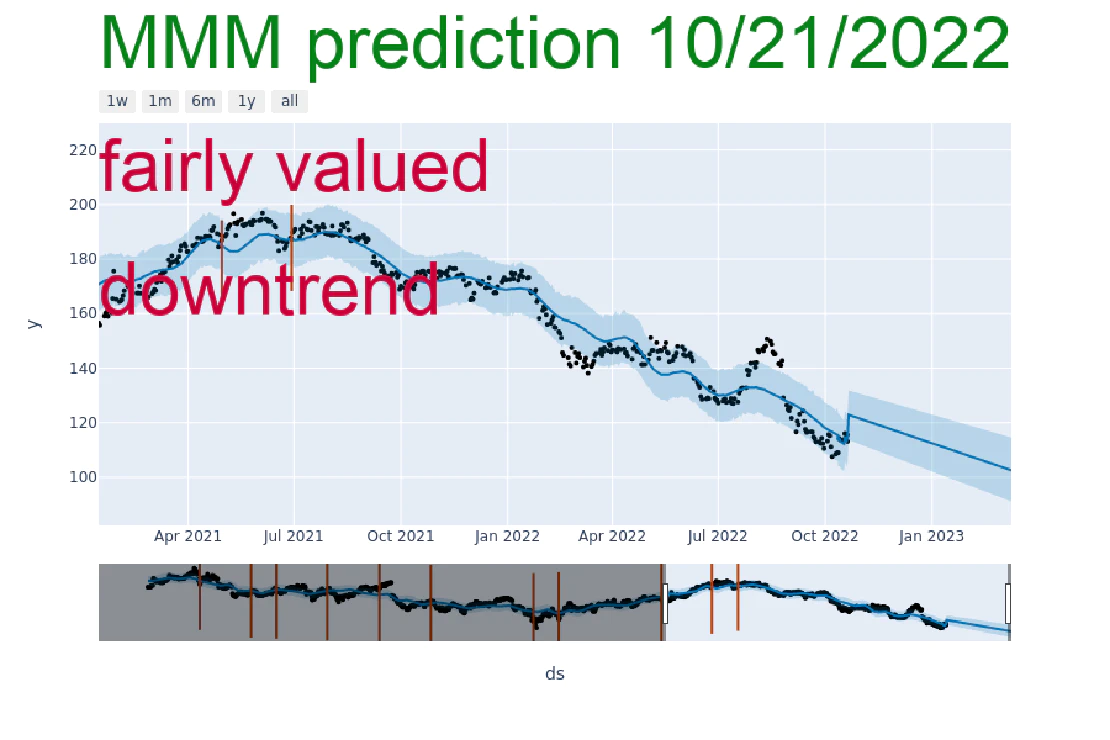 MMM prediction 10/21/2022
1w 1m 6m 1y all
220
fairly valued
200
180
downtrend
160
y
140
120
100
Apr 2021 Jul 2021 Oct 2021 Jan 2022 Apr 2022 Jul 2022 Oct 2022 Jan 2023
ds